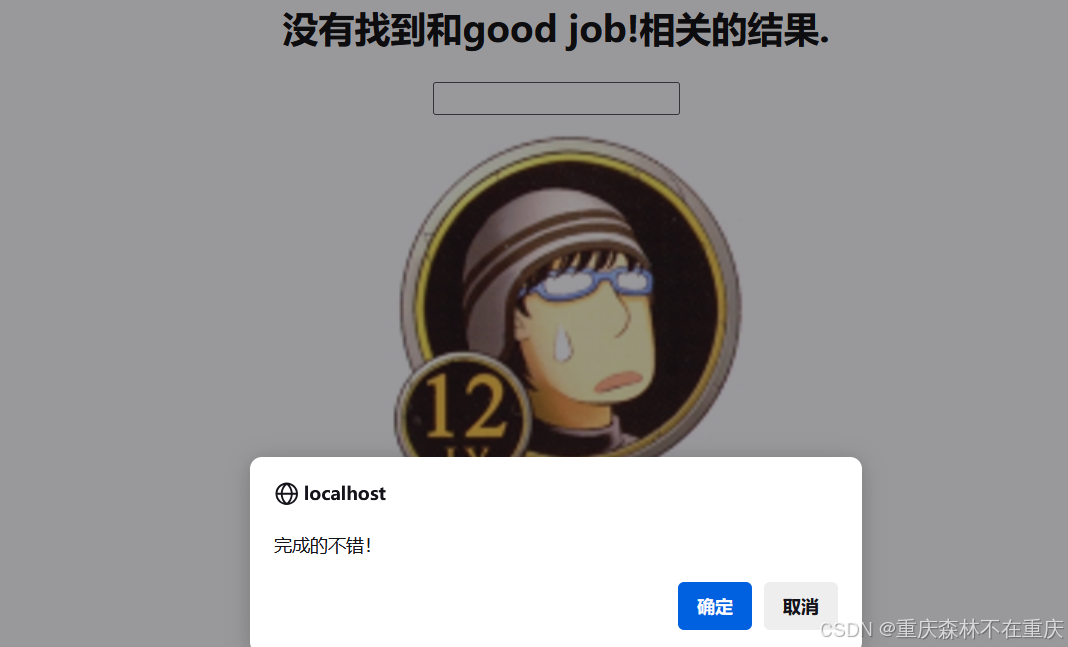 没有找到和good job!相关的结果.
12
LV
localhost
完成的不错！
确定 取消
CSDN @重庆森林不在重庆